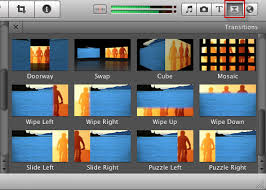 Transitions
Doorway Swap Cube Mosaic
Wipe Left Wipe Right Wipe Up Wipe Down
Slide Left Slide Right Puzzle Left Puzzle Right